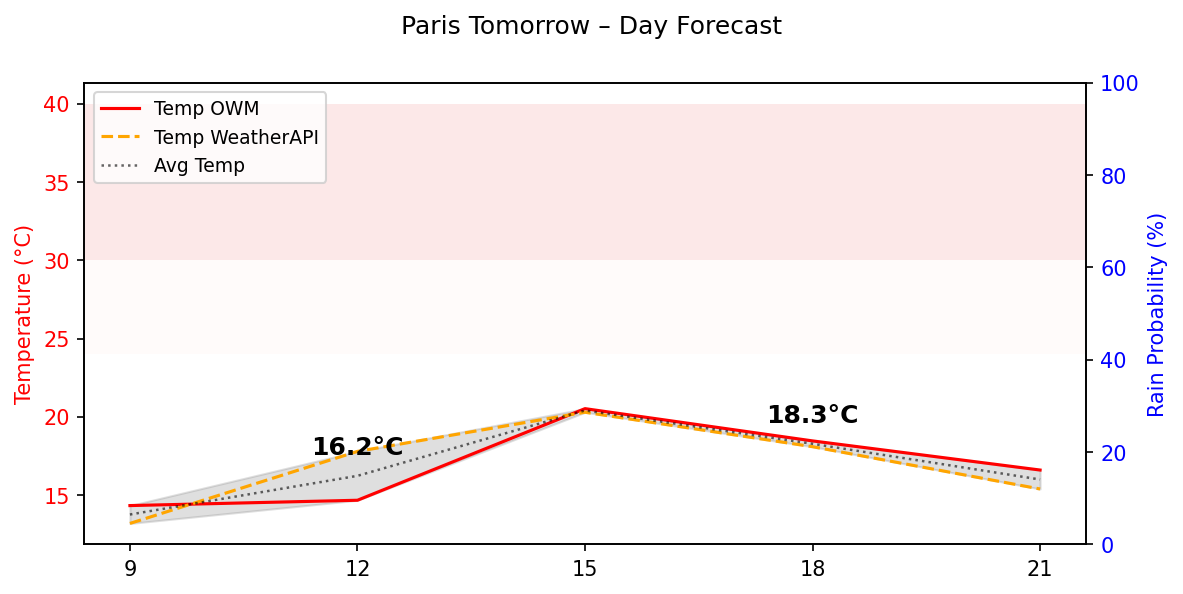 Paris Tomorrow – Day Forecast
Temp OWM
Temp WeatherAPI
Avg Temp
Temperature (°C)
40
35
30
25
20
15
16.2°C
18.3°C
100
80
60
40
20
0
Rain Probability (%)
9 12 15 18 21